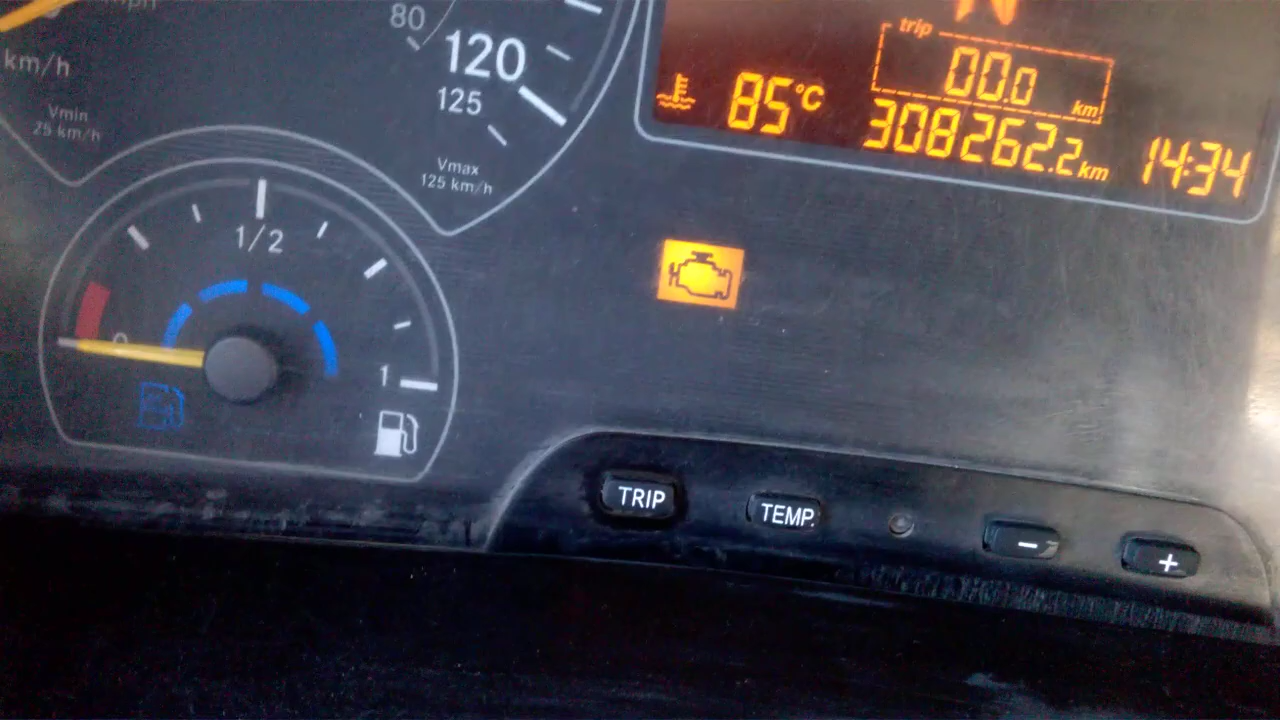 mph
km/h
Vmin
25 km/h
80
120
125
Vmax
125 km/h
N
trip
00.0
km
85°C
308262.2 km
14:34
1/2
0
1
TRIP
TEMP.
-
+